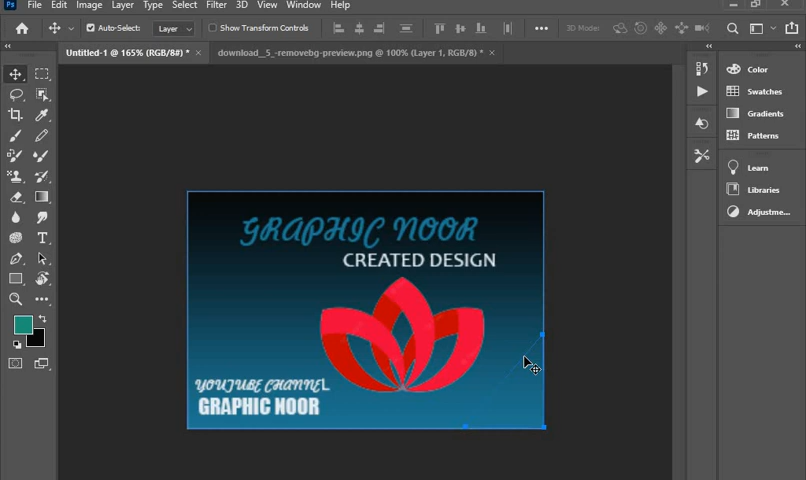 Ps File Edit Image Layer Type Select Filter 3D View Window Help
Auto-Select: Layer Show Transform Controls 3D Mode:
Untitled-1 @ 165% (RGB/8#) * × download__5_-removebg-preview.png @ 100% (Layer 1, RGB/8) * ×
Color
Swatches
Gradients
Patterns
Learn
Libraries
Adjustme...
GRAPHIC NOOR
CREATED DESIGN
YOUTUBE CHANNEL
GRAPHIC NOOR